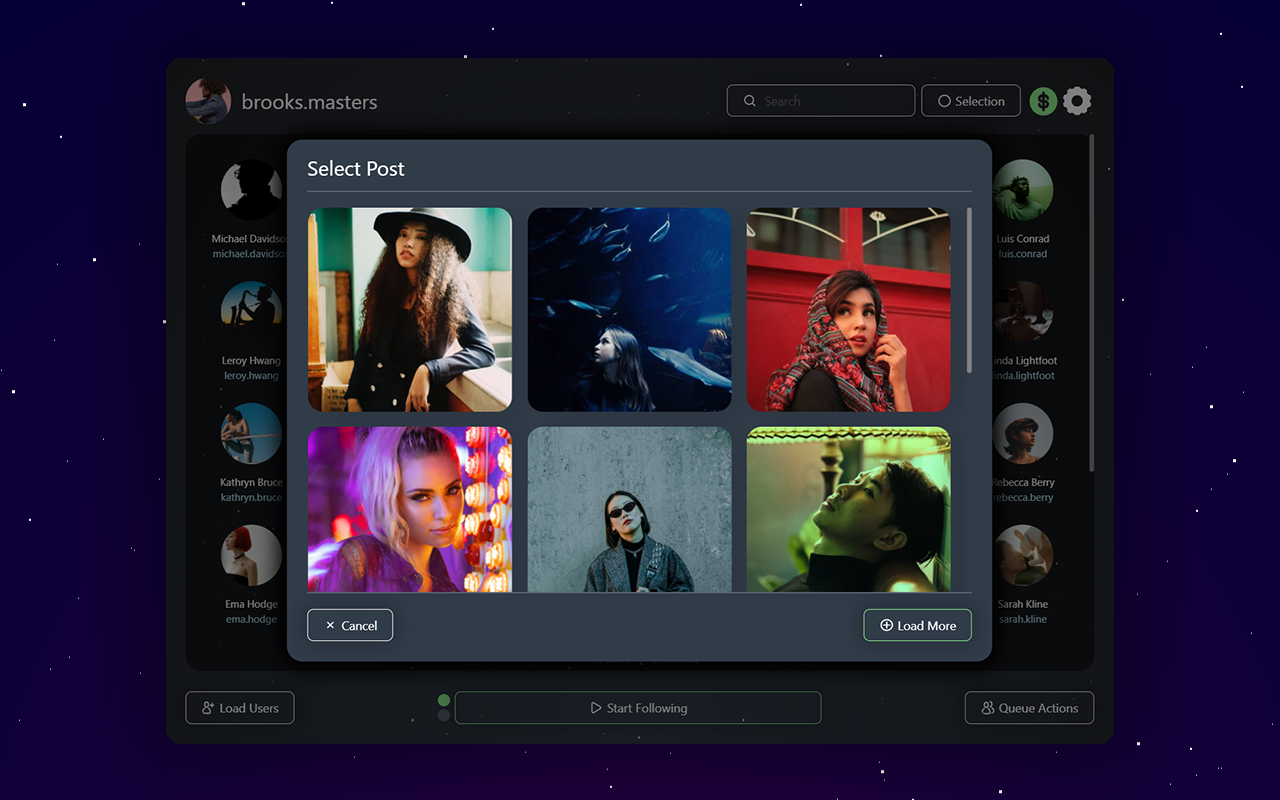 brooks.masters
Search
Selection
Select Post
Michael Davidso
michael.davidso
Luis Conrad
luis.conrad
Leroy Hwang
leroy.hwang
inda Lightfoot
inda.lightfoot
Kathryn Bruce
kathryn.bruce
Rebecca Berry
rebecca.berry
Ema Hodge
ema.hodge
Sarah Kline
sarah.kline
Cancel
Load More
Load Users
Start Following
Queue Actions